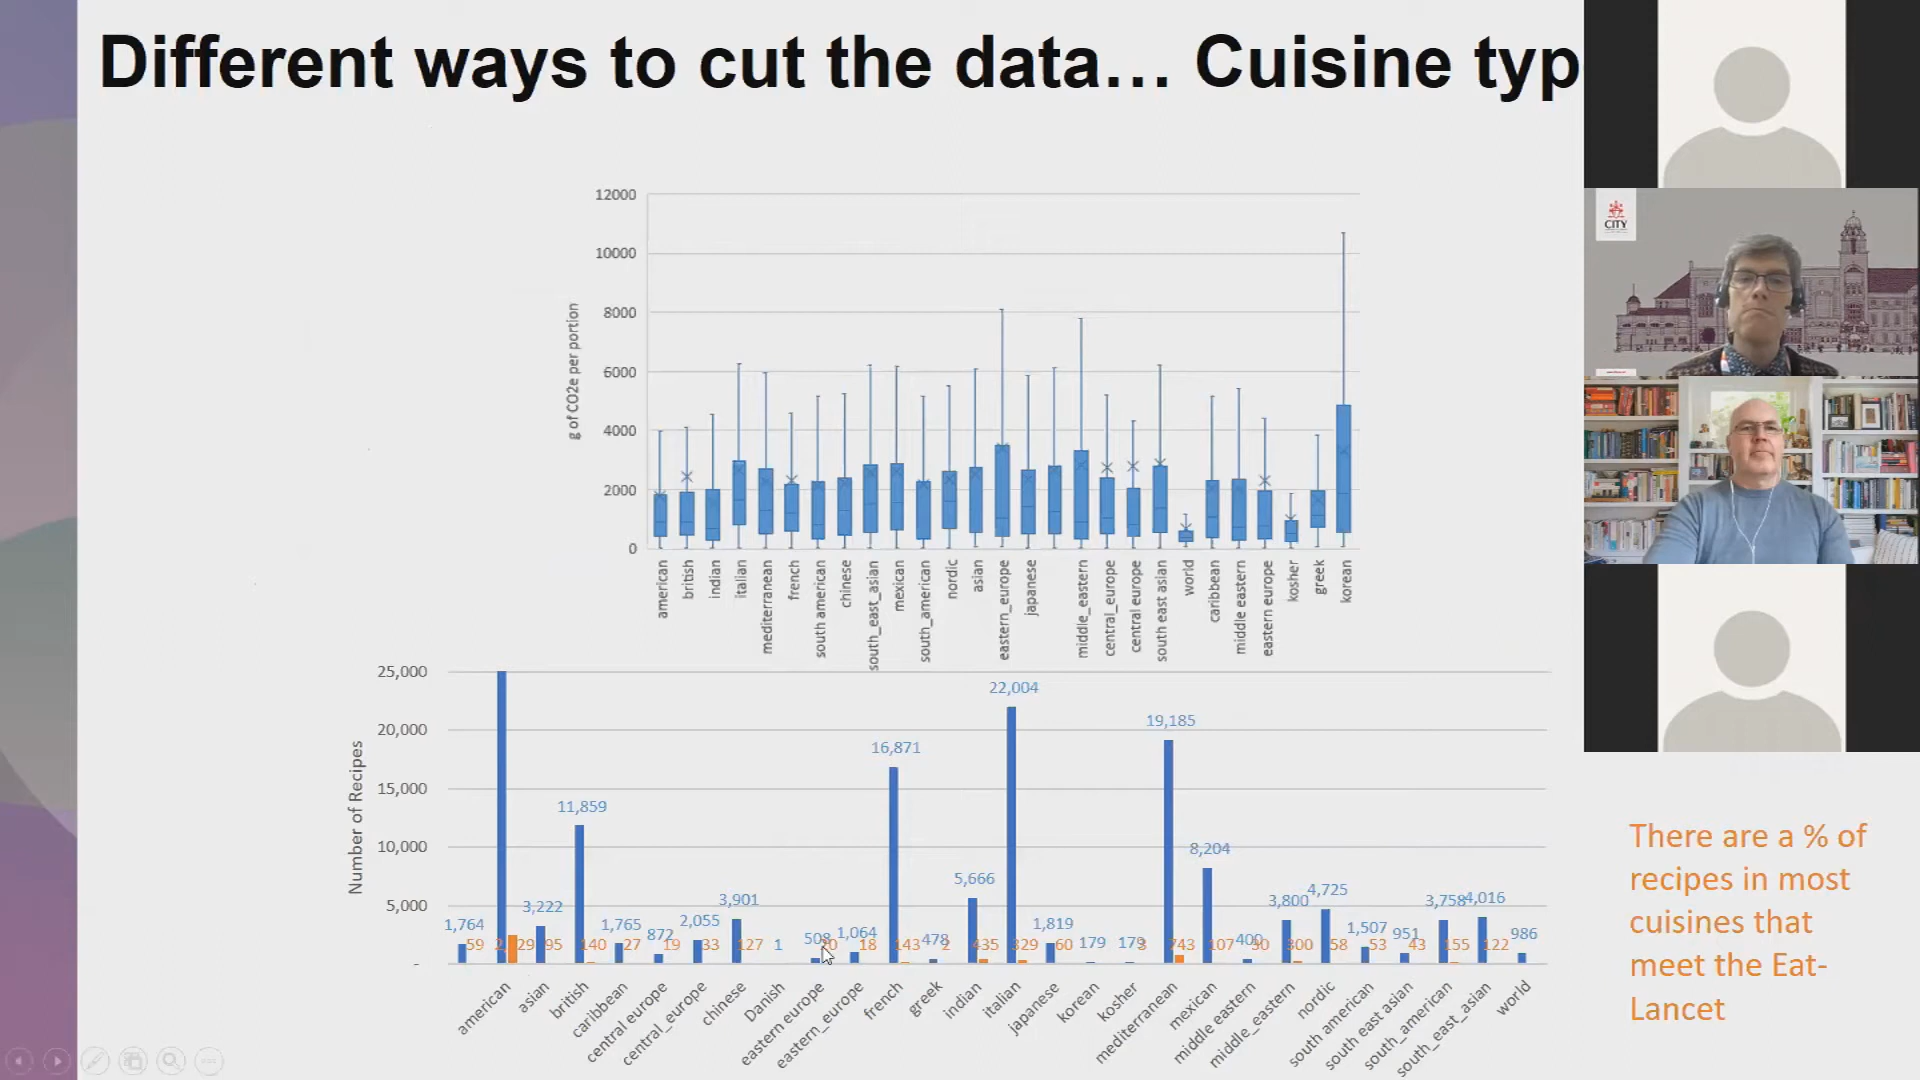 Different ways to cut the data… Cuisine typ
CITY
12000
10000
8000
6000
4000
2000
0
g of CO2e per portion
american
british
indian
italian
mediterranean
french
south american
chinese
south_east_asian
mexican
south_american
nordic
asian
eastern_europe
japanese
middle_eastern
central_europe
central europe
south east asian
world
caribbean
middle eastern
eastern europe
kosher
greek
korean
25,000
20,000
15,000
10,000
5,000
-
Number of Recipes
22,004
19,185
16,871
11,859
8,204
5,666
4,725
3,901
3,800
3,758
4,016
3,222
1,764
1,765
872
2,055
1
508
1,064
478
1,819
179
179
400
1,507
951
986
59
95
140
27
19
33
127
18
143
2
435
329
60
3
743
107
300
58
53
43
155
122
american
asian
british
caribbean
central europe
central_europe
chinese
Danish
eastern europe
eastern_europe
french
greek
indian
italian
japanese
korean
kosher
mediterranean
mexican
middle eastern
middle_eastern
nordic
south american
south east asian
south_american
south_east_asian
world
There are a % of
recipes in most
cuisines that
meet the Eat-
Lancet